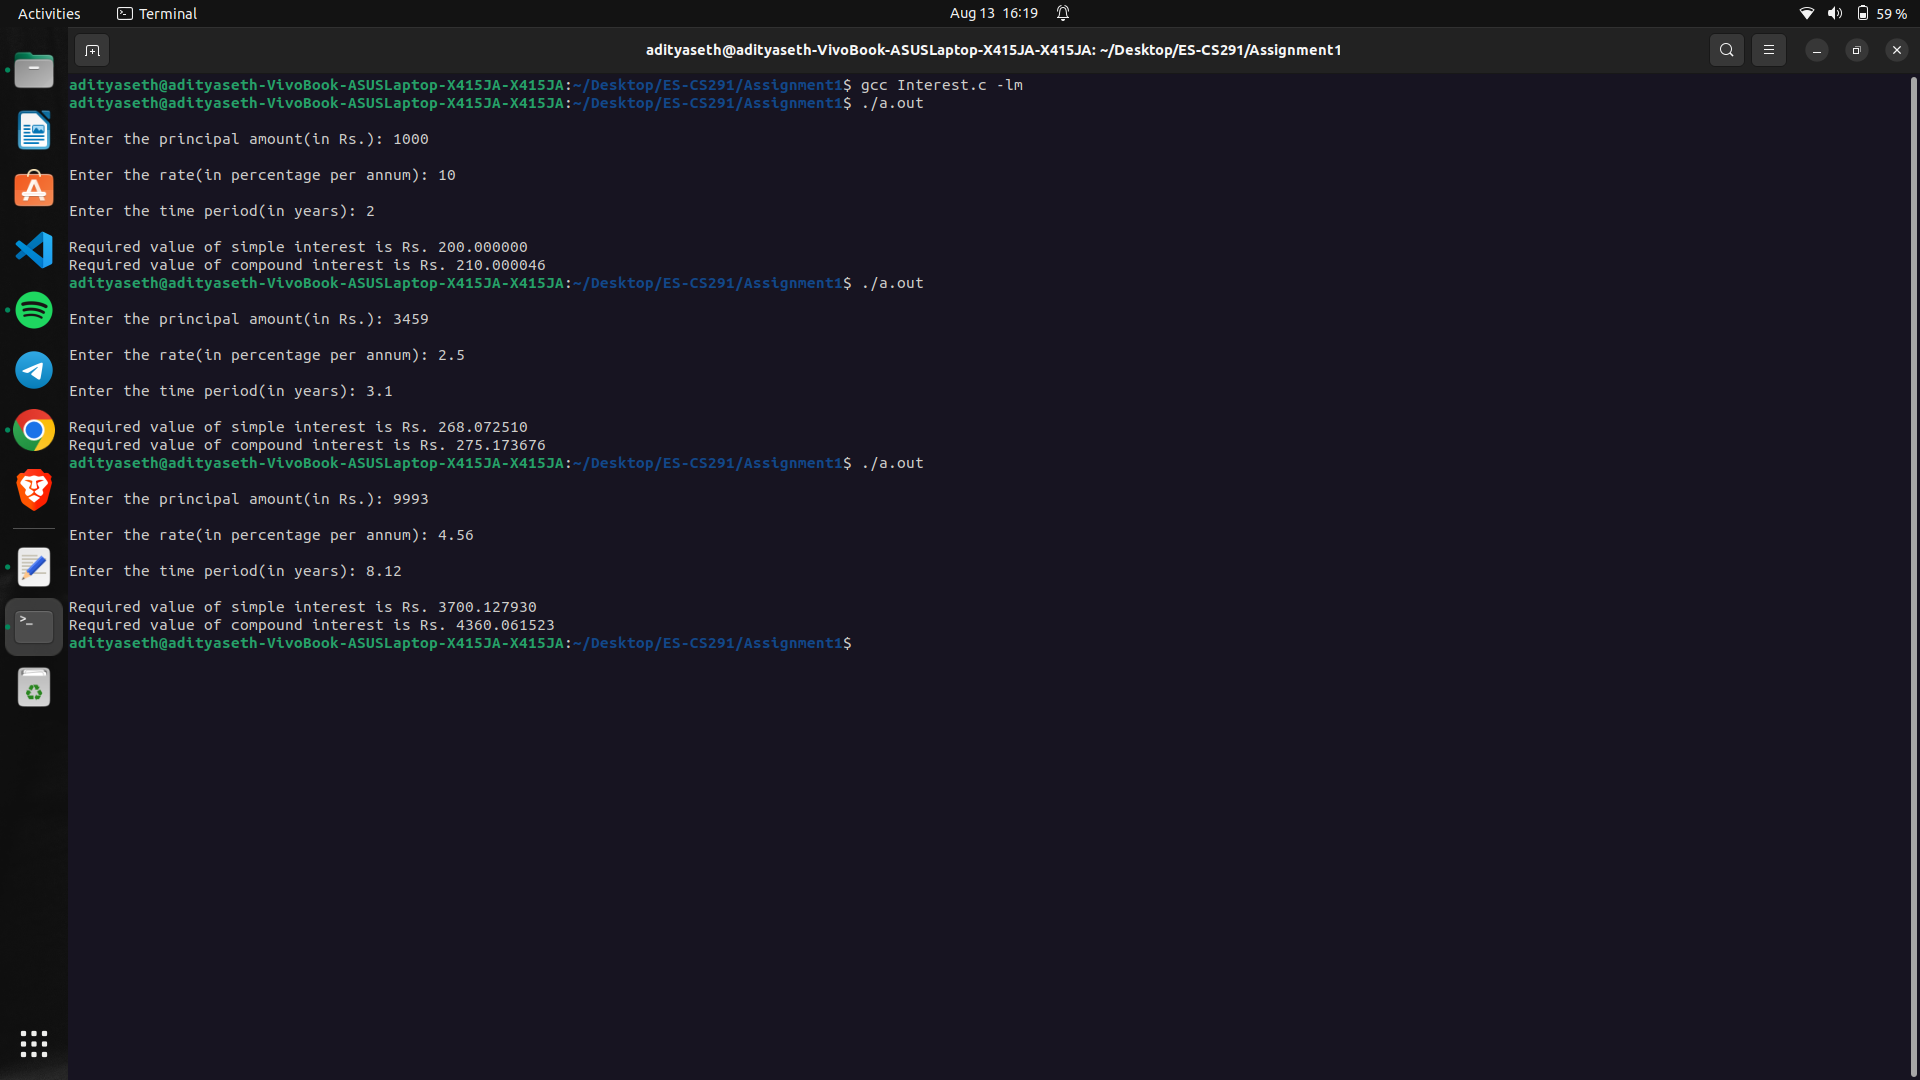 Activities Terminal Aug 13 16:19 59 %
adityaseth@adityaseth-VivoBook-ASUSLaptop-X415JA-X415JA: ~/Desktop/ES-CS291/Assignment1
adityaseth@adityaseth-VivoBook-ASUSLaptop-X415JA-X415JA:~/Desktop/ES-CS291/Assignment1$ gcc Interest.c -lm
adityaseth@adityaseth-VivoBook-ASUSLaptop-X415JA-X415JA:~/Desktop/ES-CS291/Assignment1$ ./a.out
Enter the principal amount(in Rs.): 1000
Enter the rate(in percentage per annum): 10
Enter the time period(in years): 2
Required value of simple interest is Rs. 200.000000
Required value of compound interest is Rs. 210.000046
adityaseth@adityaseth-VivoBook-ASUSLaptop-X415JA-X415JA:~/Desktop/ES-CS291/Assignment1$ ./a.out
Enter the principal amount(in Rs.): 3459
Enter the rate(in percentage per annum): 2.5
Enter the time period(in years): 3.1
Required value of simple interest is Rs. 268.072510
Required value of compound interest is Rs. 275.173676
adityaseth@adityaseth-VivoBook-ASUSLaptop-X415JA-X415JA:~/Desktop/ES-CS291/Assignment1$ ./a.out
Enter the principal amount(in Rs.): 9993
Enter the rate(in percentage per annum): 4.56
Enter the time period(in years): 8.12
Required value of simple interest is Rs. 3700.127930
Required value of compound interest is Rs. 4360.061523
adityaseth@adityaseth-VivoBook-ASUSLaptop-X415JA-X415JA:~/Desktop/ES-CS291/Assignment1$